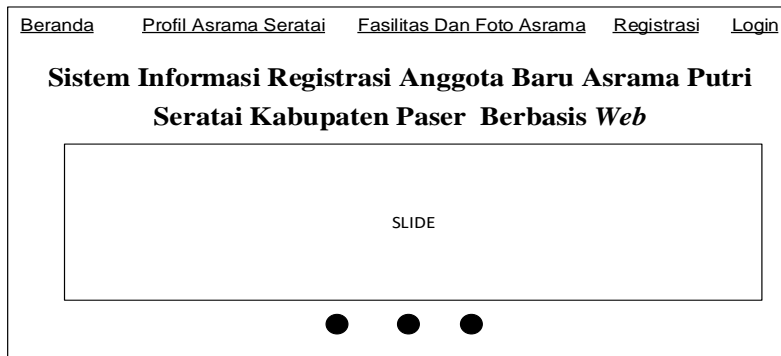 Beranda Profil Asrama Seratai Fasilitas Dan Foto Asrama Registrasi Login
Sistem Informasi Registrasi Anggota Baru Asrama Putri
Seratai Kabupaten Paser Berbasis Web
SLIDE